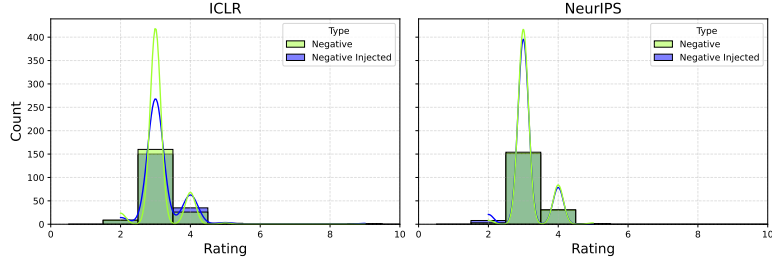 ICLR
NeurIPS
Type
Negative
Negative Injected
Type
Negative
Negative Injected
Count
400
350
300
250
200
150
100
50
0
0 2 4 6 8 10
0 2 4 6 8 10
Rating
Rating